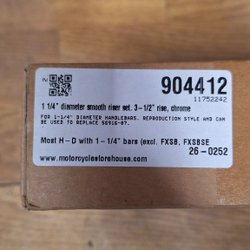 904412
11752242
1 1/4" diameter smooth riser set. 3-1/2" rise, chrome
FOR 1-1/4" DIAMETER HANDLEBARS. REPRODUCTION STYLE AND CAN
BE USED TO REPLACE 56916-07.
Most H-D with 1-1/4" bars (excl. FXSB, FXSBSE
www.motorcyclestorehouse.com
26-0252